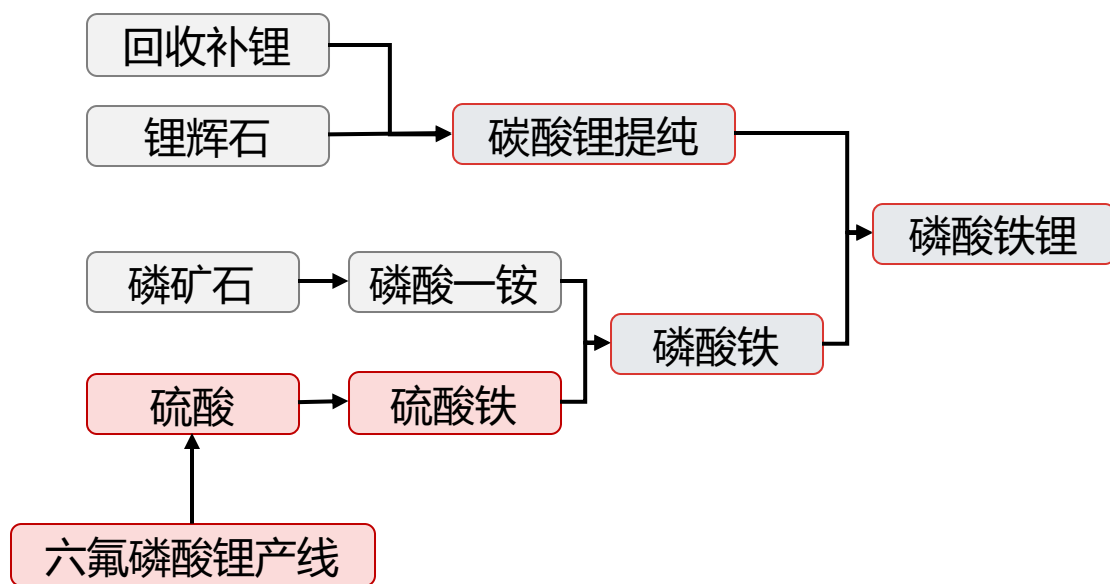 回收补锂
锂辉石
碳酸锂提纯
磷酸铁锂
磷矿石
磷酸一铵
磷酸铁
硫酸
硫酸铁
六氟磷酸锂产线